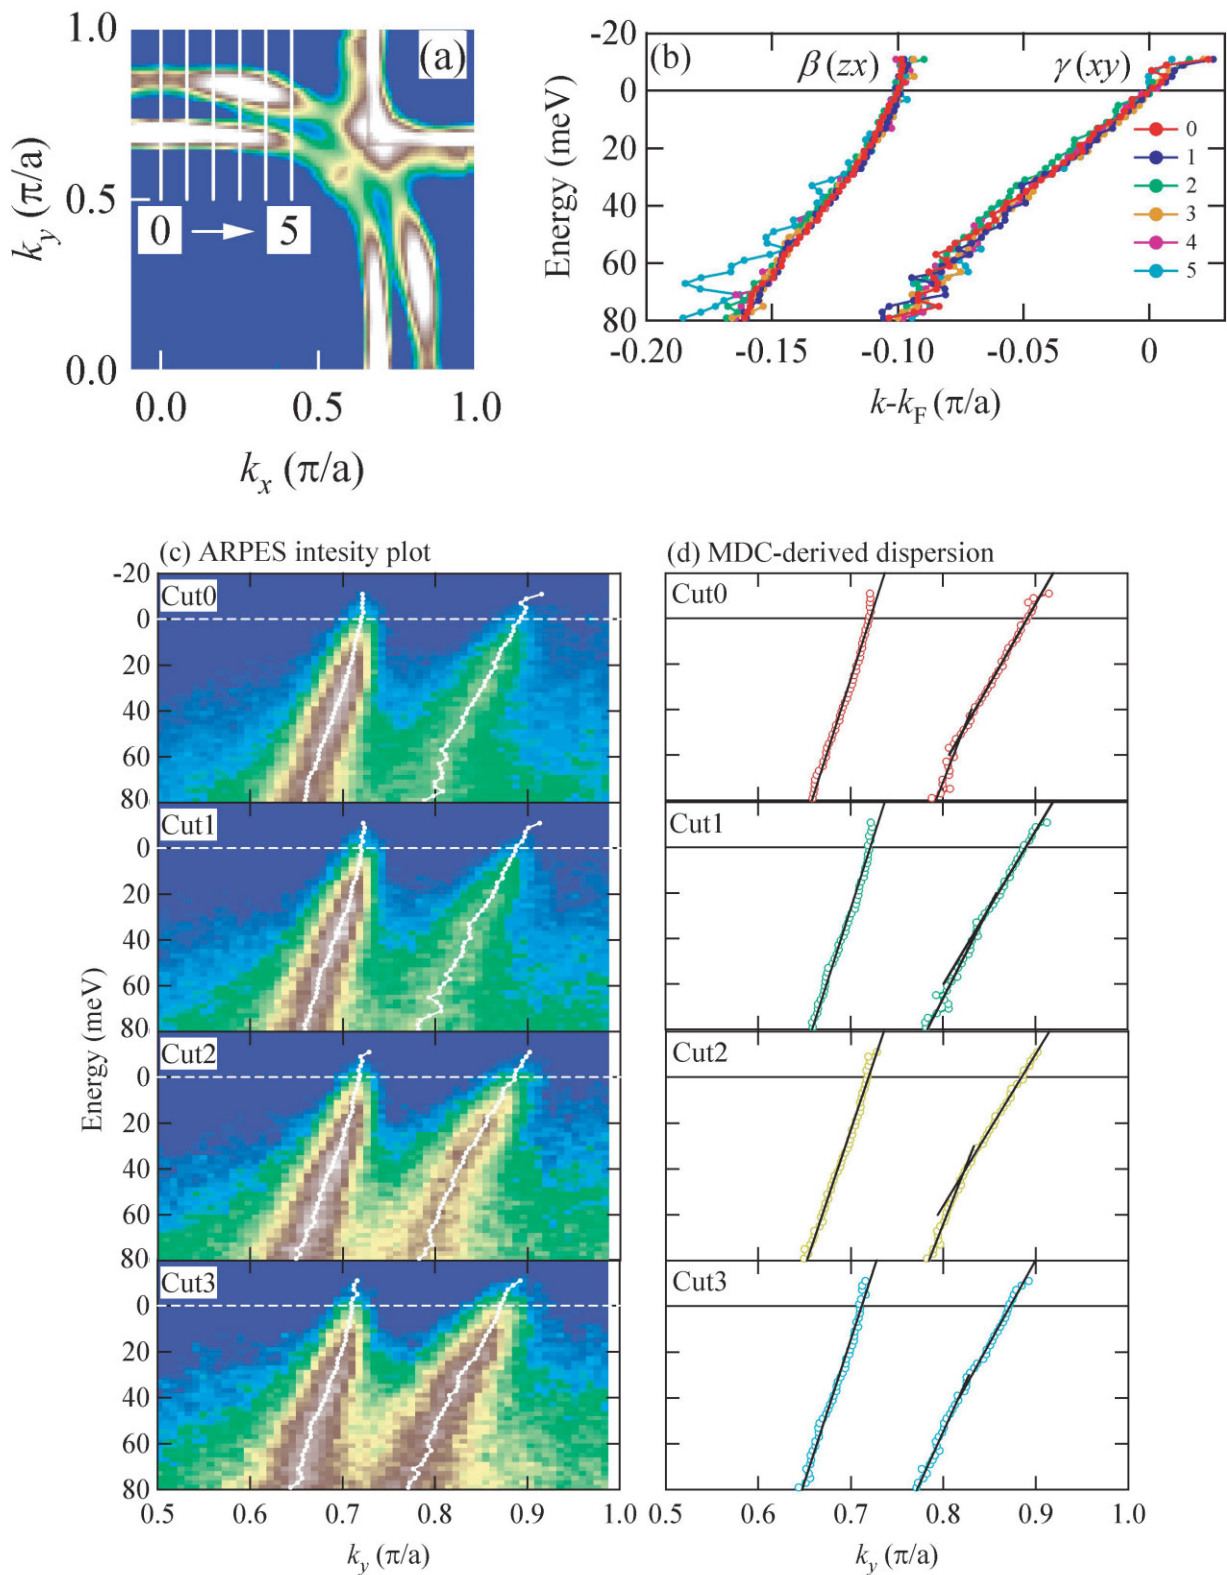 (a)
1.0
0.5
0.0
k_y (π/a)
0 → 5
0.0 0.5 1.0
k_x (π/a)
(b)
β (zx) γ (xy)
-20
0
20
40
60
80
Energy (meV)
0
1
2
3
4
5
-0.20 -0.15 -0.10 -0.05 0
k-k_F (π/a)
(c) ARPES intesity plot
-20
0
20
40
60
80
Cut0
0
20
40
60
80
Cut1
0
20
40
60
80
Cut2
0
20
40
60
80
Cut3
Energy (meV)
0.5 0.6 0.7 0.8 0.9 1.0
k_y (π/a)
(d) MDC-derived dispersion
Cut0
Cut1
Cut2
Cut3
0.5 0.6 0.7 0.8 0.9 1.0
k_y (π/a)